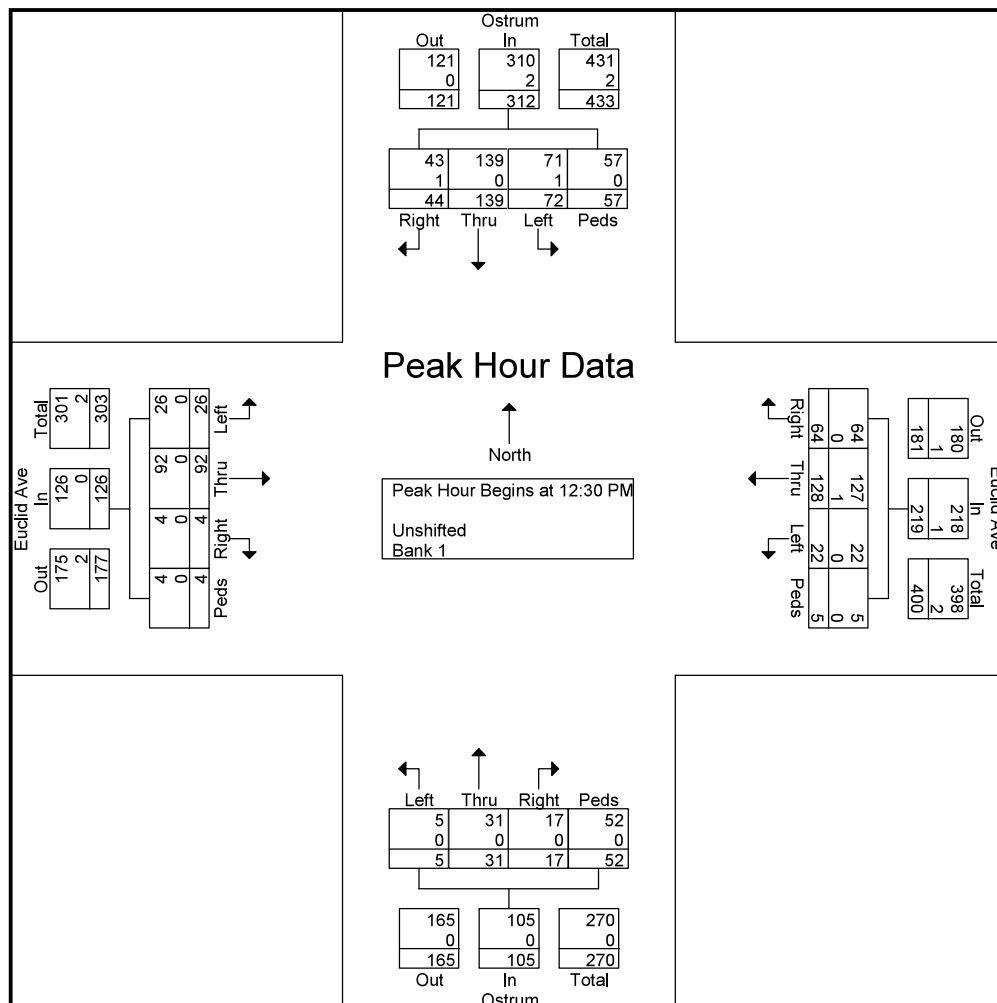 Ostrum
Out In Total
121 310 431
0 2 2
121 312 433
43 139 71 57
1 0 1 0
44 139 72 57
Right Thru Left Peds
Peak Hour Data
North
Peak Hour Begins at 12:30 PM
Unshifted
Bank 1
Euclid Ave
Out In Total
175 126 301
2 0 2
177 126 303
4 4 92 26
0 0 0 0
4 4 92 26
Peds Right Thru Left
Euclid Ave
Out In Total
180 218 398
1 1 2
181 219 400
64 127 22 5
0 1 0 0
64 128 22 5
Right Thru Left Peds
Left Thru Right Peds
5 31 17 52
0 0 0 0
5 31 17 52
165 105 270
0 0 0
165 105 270
Out In Total
Ostrum